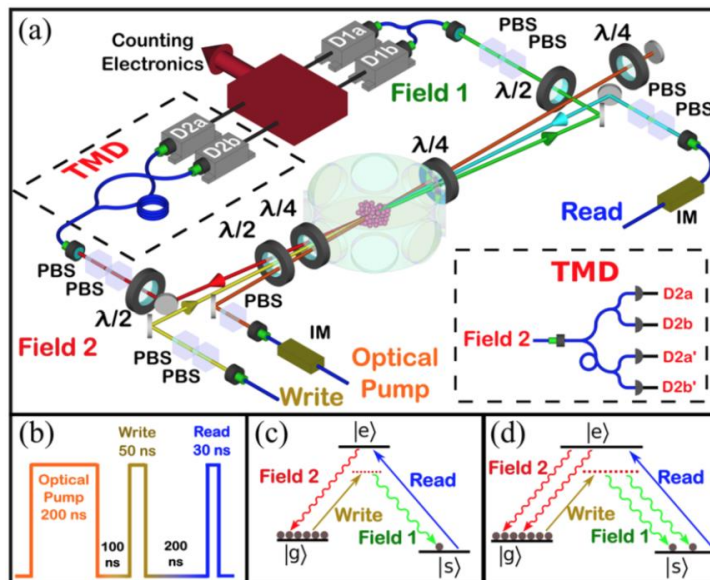 (a)
Counting
Electronics
D1a
D1b
Field 1
PBS
PBS
λ/2
λ/4
PBS
PBS
Read
IM
TMD
D2a
D2b
λ/4
λ/4
λ/2
PBS
PBS
λ/2
Field 2
PBS
PBS
Write
PBS
IM
Optical
Pump
TMD
Field 2
D2a
D2b
D2a'
D2b'
(b)
Optical
Pump
200 ns
100
ns
Write
50 ns
200
ns
Read
30 ns
(c)
|e⟩
Field 2
Write
Read
Field 1
|g⟩
|s⟩
(d)
|e⟩
Field 2
Write
Read
Field 1
|g⟩
|s⟩